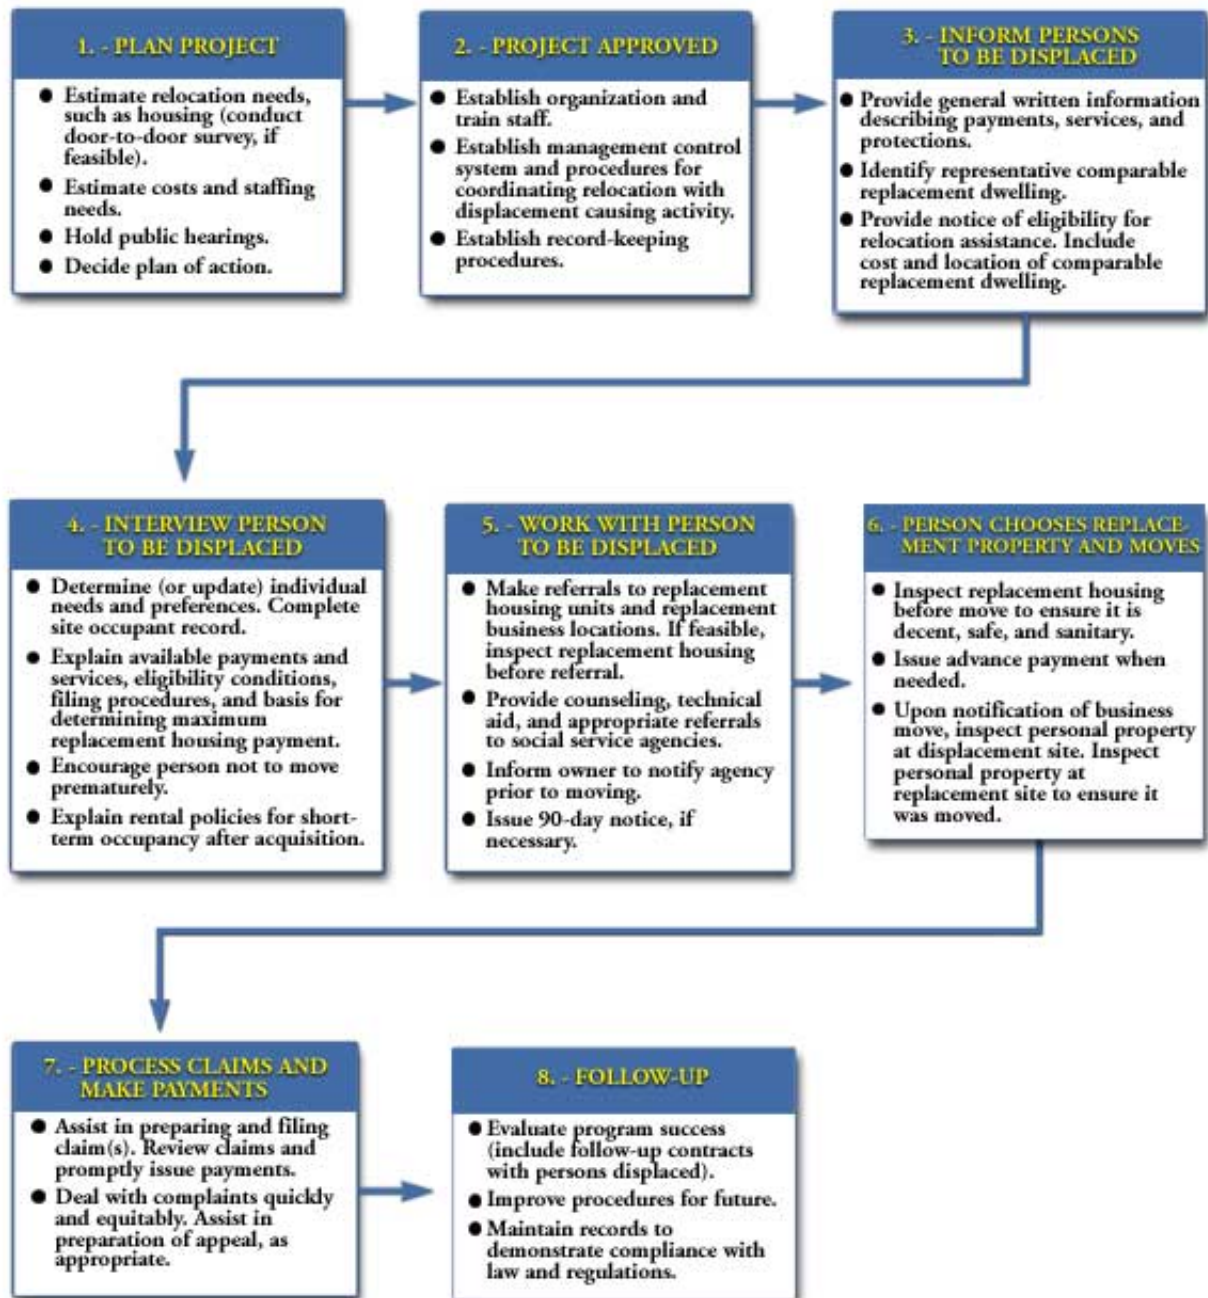 1. - PLAN PROJECT
● Estimate relocation needs,
such as housing (conduct
door-to-door survey, if
feasible).
● Estimate costs and staffing
needs.
● Hold public hearings.
● Decide plan of action.
2. - PROJECT APPROVED
● Establish organization and
train staff.
● Establish management control
system and procedures for
coordinating relocation with
displacement causing activity.
● Establish record-keeping
procedures.
3. - INFORM PERSONS
TO BE DISPLACED
● Provide general written information
describing payments, services, and
protections.
● Identify representative comparable
replacement dwelling.
● Provide notice of eligibility for
relocation assistance. Include
cost and location of comparable
replacement dwelling.
4. - INTERVIEW PERSON
TO BE DISPLACED
● Determine (or update) individual
needs and preferences. Complete
site occupant record.
● Explain available payments and
services, eligibility conditions,
filing procedures, and basis for
determining maximum
replacement housing payment.
● Encourage person not to move
prematurely.
● Explain rental policies for short-
term occupancy after acquisition.
5. - WORK WITH PERSON
TO BE DISPLACED
● Make referrals to replacement
housing units and replacement
business locations. If feasible,
inspect replacement housing
before referral.
● Provide counseling, technical
aid, and appropriate referrals
to social service agencies.
● Inform owner to notify agency
prior to moving.
● Issue 90-day notice, if
necessary.
6. - PERSON CHOOSES REPLACE-
MENT PROPERTY AND MOVES
● Inspect replacement housing
before move to ensure it is
decent, safe, and sanitary.
● Issue advance payment when
needed.
● Upon notification of business
move, inspect personal property
at displacement site. Inspect
personal property at
replacement site to ensure it
was moved.
7. - PROCESS CLAIMS AND
MAKE PAYMENTS
● Assist in preparing and filing
claim(s). Review claims and
promptly issue payments.
● Deal with complaints quickly
and equitably. Assist in
preparation of appeal, as
appropriate.
8. - FOLLOW-UP
● Evaluate program success
(include follow-up contracts
with persons displaced).
● Improve procedures for future.
● Maintain records to
demonstrate compliance with
law and regulations.